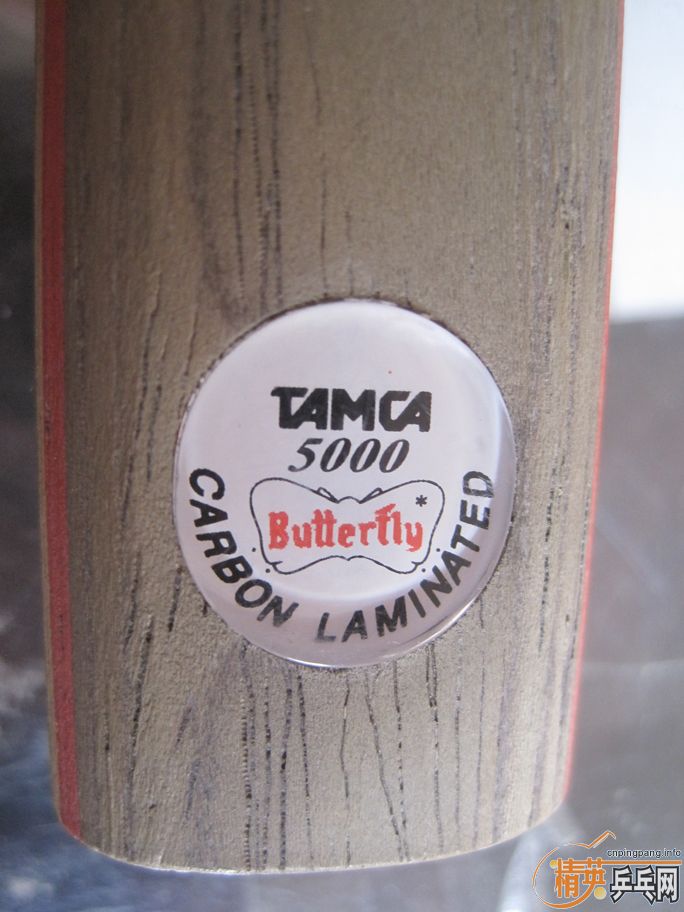 TAMCA
5000
Butterfly*
CARBON LAMINATED
cnpingpang.info
精英乒乓网